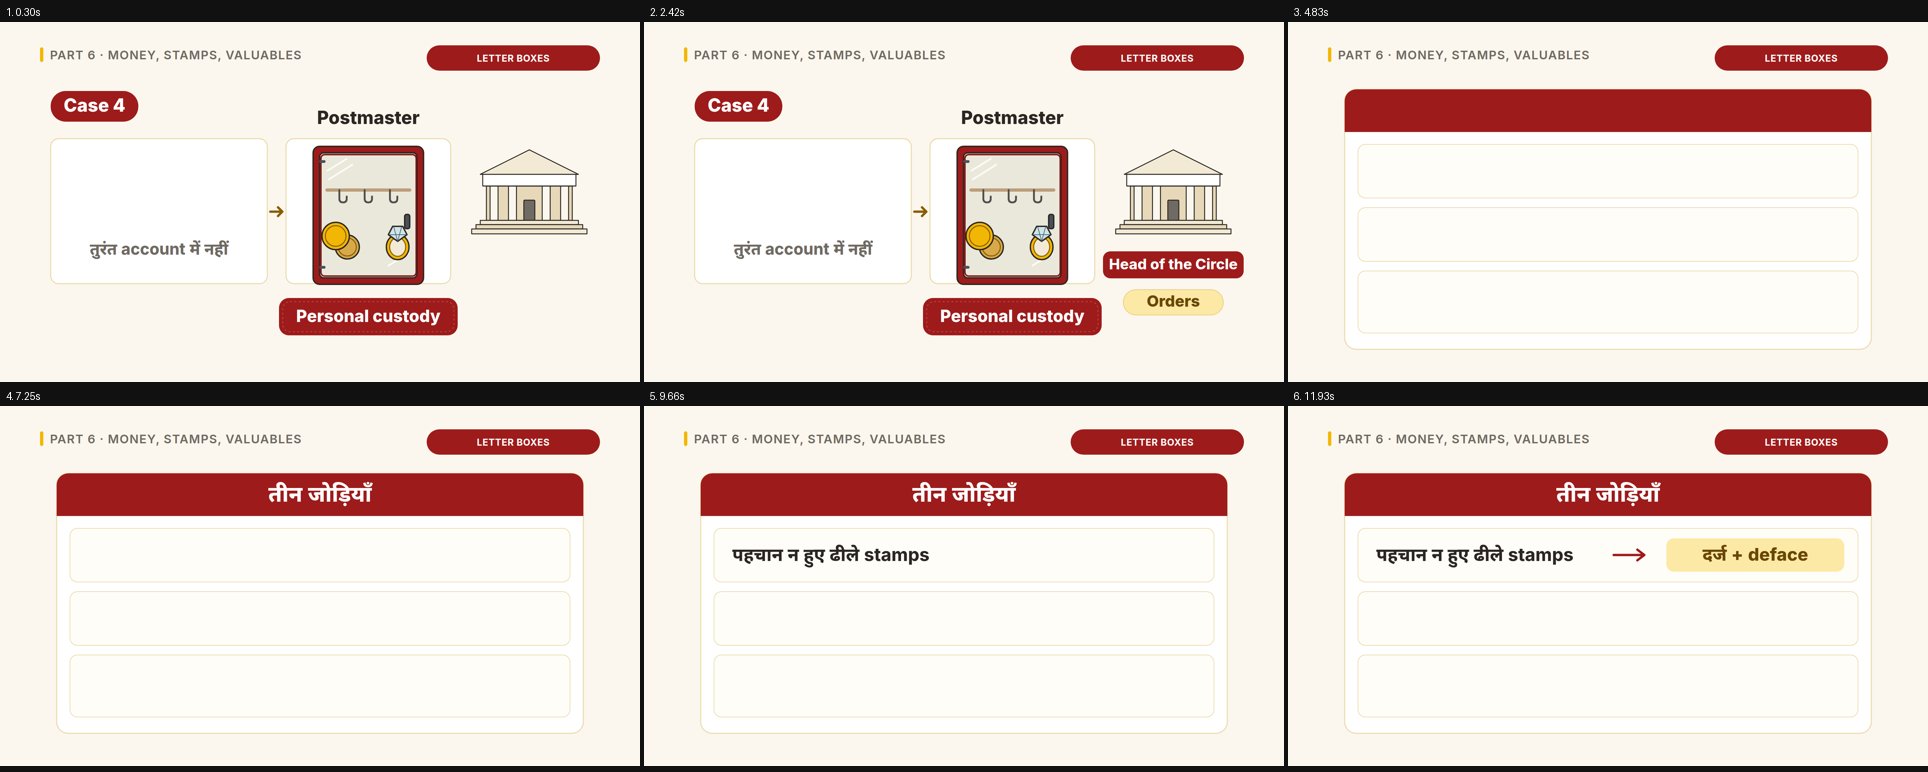 1. 0.30s
PART 6 · MONEY, STAMPS, VALUABLES
LETTER BOXES
Case 4
Postmaster
तुरंत account में नहीं
Personal custody
2. 2.42s
PART 6 · MONEY, STAMPS, VALUABLES
LETTER BOXES
Case 4
Postmaster
तुरंत account में नहीं
Head of the Circle
Orders
Personal custody
3. 4.83s
PART 6 · MONEY, STAMPS, VALUABLES
LETTER BOXES
4. 7.25s
PART 6 · MONEY, STAMPS, VALUABLES
LETTER BOXES
तीन जोड़ियाँ
5. 9.66s
PART 6 · MONEY, STAMPS, VALUABLES
LETTER BOXES
तीन जोड़ियाँ
पहचान न हुए ढीले stamps
6. 11.93s
PART 6 · MONEY, STAMPS, VALUABLES
LETTER BOXES
तीन जोड़ियाँ
पहचान न हुए ढीले stamps → दर्ज + deface